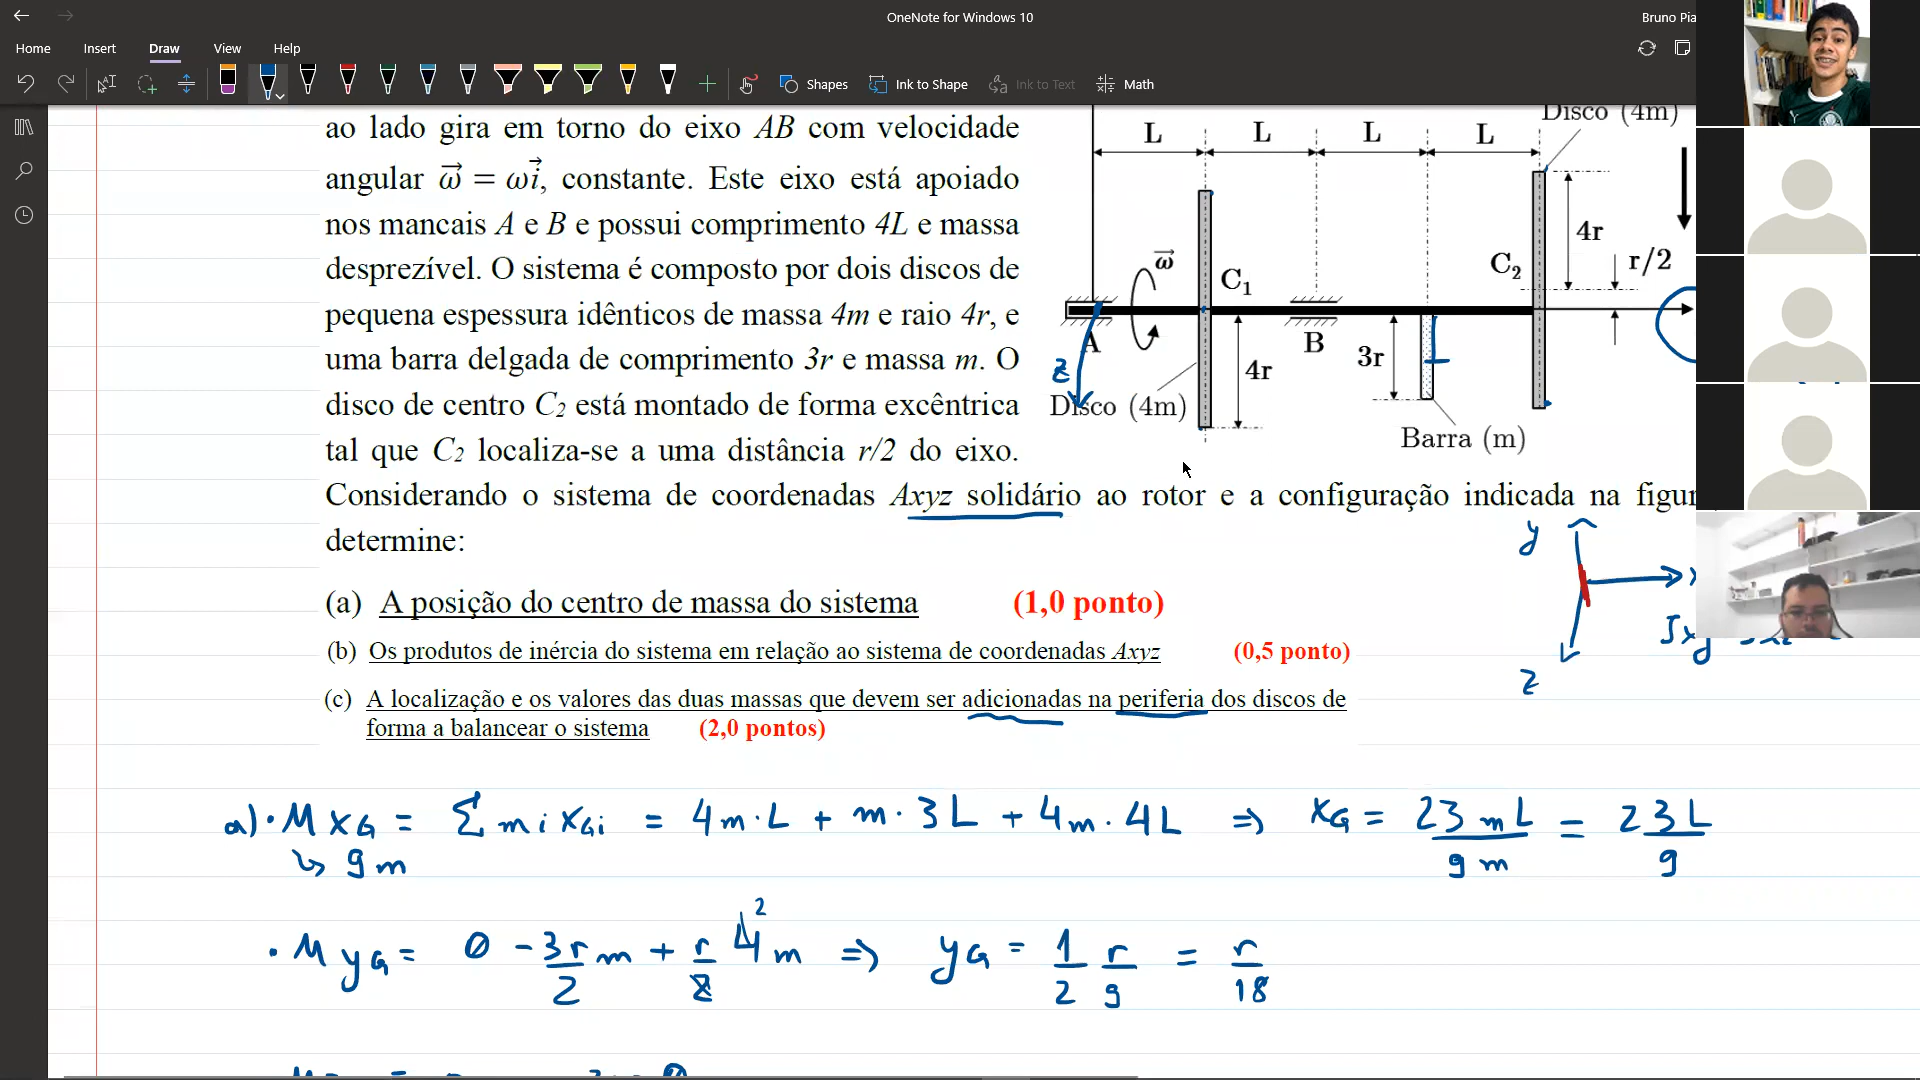 OneNote for Windows 10
Bruno Pia
Home Insert Draw View Help
Shapes Ink to Shape Ink to Text Math
ao lado gira em torno do eixo AB com velocidade
angular ω⃗ = ωi⃗, constante. Este eixo está apoiado
nos mancais A e B e possui comprimento 4L e massa
desprezível. O sistema é composto por dois discos de
pequena espessura idênticos de massa 4m e raio 4r, e
uma barra delgada de comprimento 3r e massa m. O
disco de centro C₂ está montado de forma excêntrica
tal que C₂ localiza-se a uma distância r/2 do eixo.
Considerando o sistema de coordenadas Axyz solidário ao rotor e a configuração indicada na figur
determine:
Disco (4m)
L L L L
4r
ω⃗
C₁
C₂
r/2
A
B
3r
4r
z
Disco (4m)
Barra (m)
y
x
z
(a) A posição do centro de massa do sistema (1,0 ponto)
(b) Os produtos de inércia do sistema em relação ao sistema de coordenadas Axyz (0,5 ponto)
(c) A localização e os valores das duas massas que devem ser adicionadas na periferia dos discos de
forma a balancear o sistema (2,0 pontos)
a) • M xG = Σ mi xGi = 4m·L + m·3L + 4m·4L ⇒ xG = 23mL/9m = 23L/9
↳ 9m
• M yG = 0 - 3r/2 m + r/2 4² m ⇒ yG = 1/2 r/9 = r/18